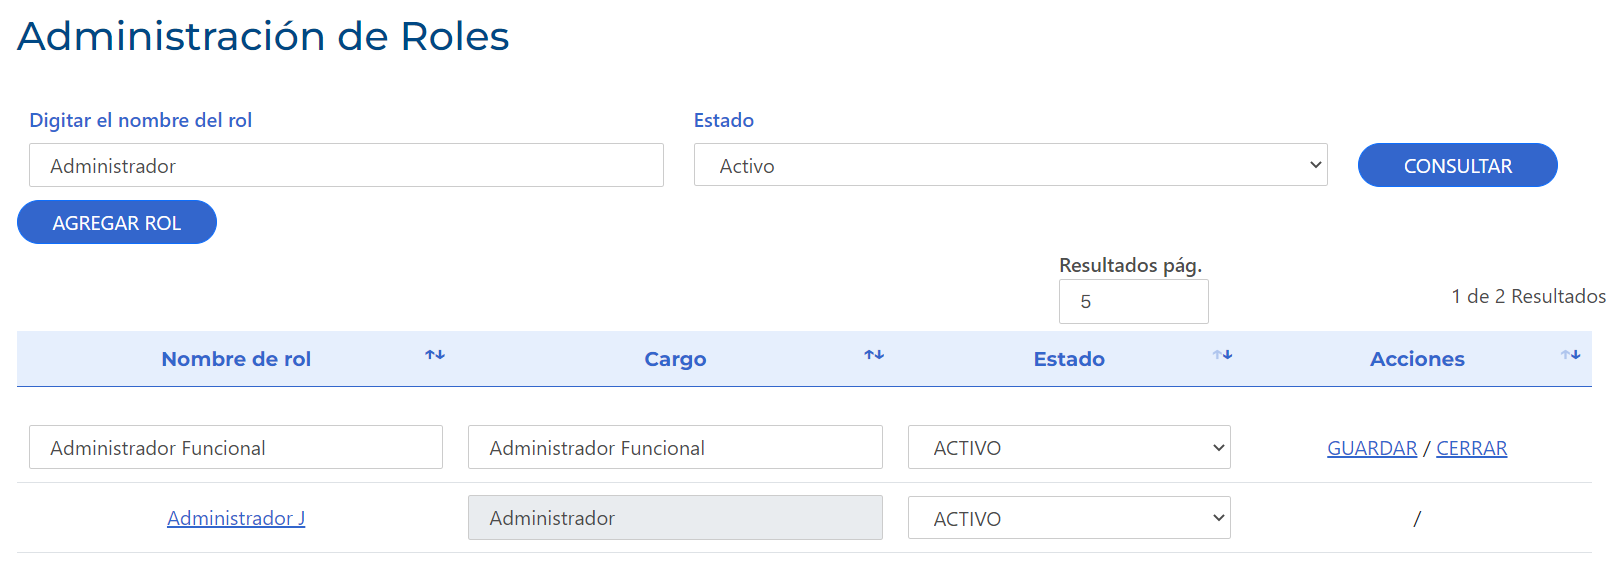 Administración de Roles
Digitar el nombre del rol
Estado
Administrador
Activo
CONSULTAR
AGREGAR ROL
Resultados pág.
5
1 de 2 Resultados
Nombre de rol Cargo Estado Acciones
Administrador Funcional Administrador Funcional ACTIVO GUARDAR / CERRAR
Administrador J Administrador ACTIVO /